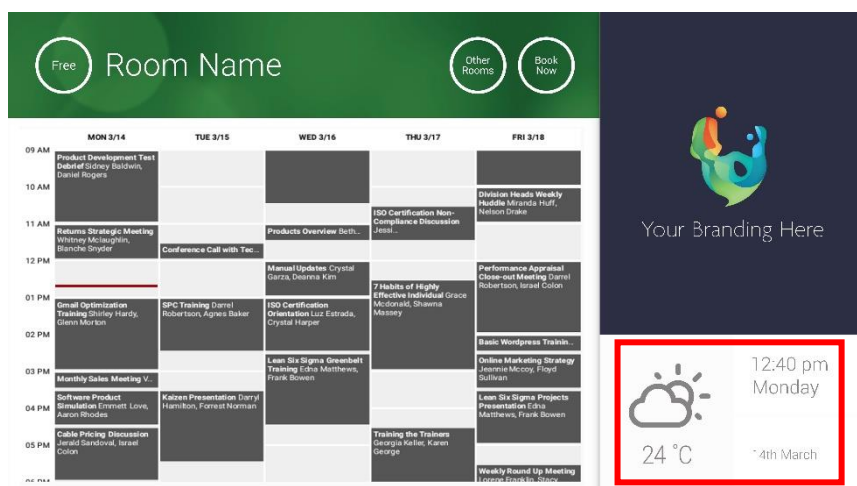 Free
Room Name
Other
Rooms
Book
Now
MON 3/14
TUE 3/15
WED 3/16
THU 3/17
FRI 3/18
09 AM
10 AM
11 AM
12 PM
01 PM
02 PM
03 PM
04 PM
05 PM
06 PM
Product Development Test
Debrief Sidney Baldwin,
Daniel Rogers
Returns Strategic Meeting
Whitney Mclaughlin,
Blanche Snyder
Gmail Optimization
Training Shirley Hardy,
Glenn Morton
Monthly Sales Meeting V...
Software Product
Simulation Emmett Love,
Aaron Rhodes
Cable Pricing Discussion
Jerald Sandoval, Israel
Colon
Conference Call with Tec...
SPC Training Darrel
Robertson, Agnes Baker
Kaizen Presentation Darryl
Hamilton, Forrest Norman
Products Overview Beth...
Manual Updates Crystal
Garza, Deanna Kim
ISO Certification
Orientation Luz Estrada,
Crystal Harper
Lean Six Sigma Greenbelt
Training Edna Matthews,
Frank Bowen
ISO Certification Non-
Compliance Discussion
Jessi...
7 Habits of Highly
Effective Individual Grace
Mcdonald, Shawna
Massey
Training the Trainers
Georgia Keller, Karen
George
Division Heads Weekly
Huddle Miranda Huff,
Nelson Drake
Performance Appraisal
Close-out Meeting Darrel
Robertson, Israel Colon
Basic Wordpress Trainin...
Online Marketing Strategy
Jeannie Mccoy, Floyd
Sullivan
Lean Six Sigma Projects
Presentation Edna
Matthews, Frank Bowen
Weekly Round Up Meeting
Lorene Franklin, Stacy
Your Branding Here
12:40 pm
Monday
24 °C
14th March